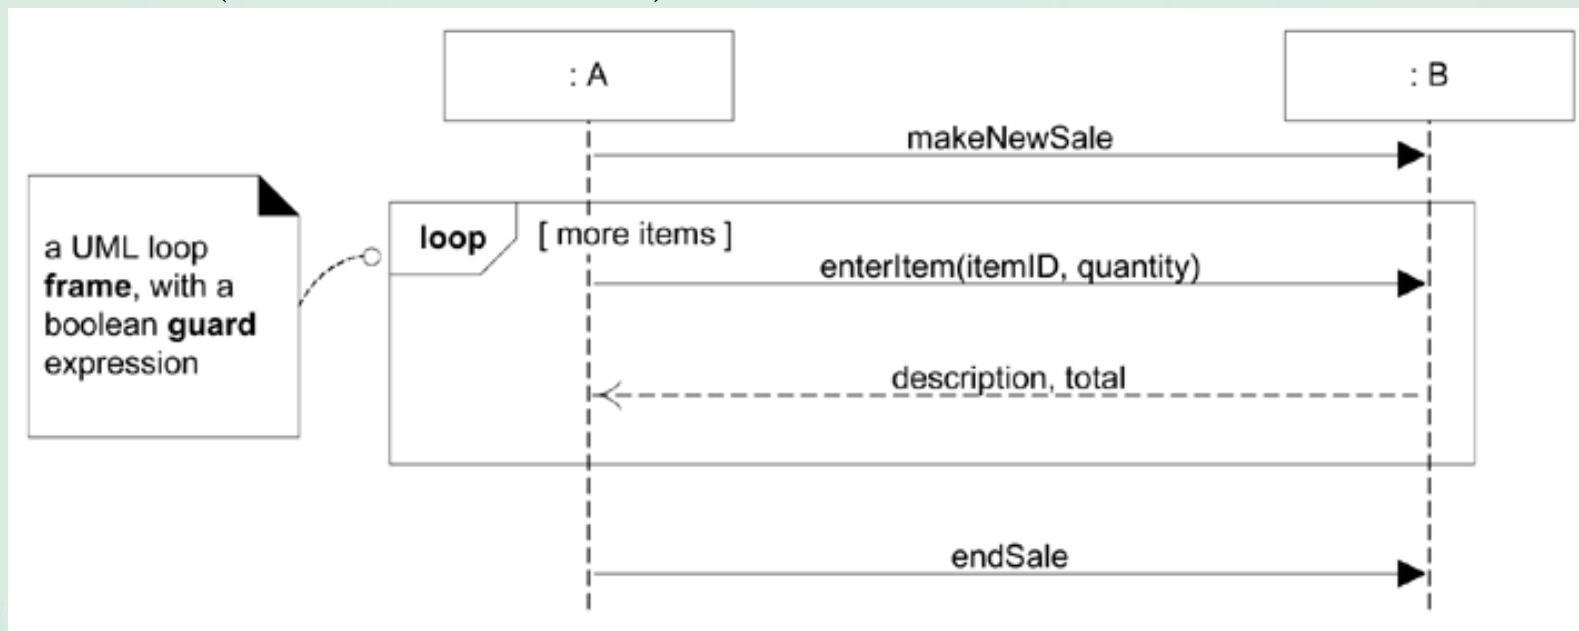 : A
: B
makeNewSale
a UML loop
frame, with a
boolean guard
expression
loop
[ more items ]
enterItem(itemID, quantity)
description, total
endSale